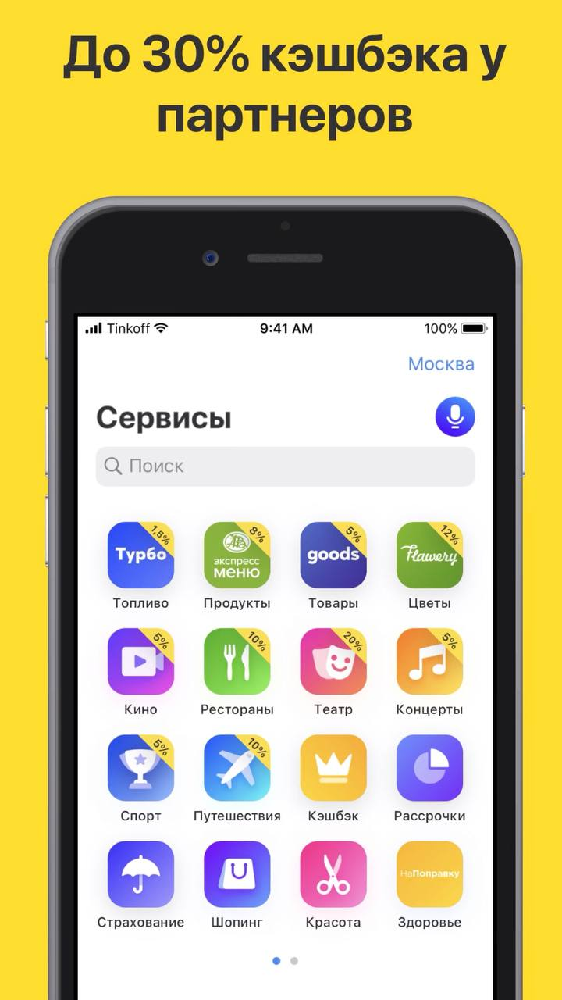 До 30% кэшбэка у
партнеров
Tinkoff 9:41 AM 100%
Москва
Сервисы
Поиск
1,5% 8% 5% 12%
Турбо экспресс меню goods Flawery
Топливо Продукты Товары Цветы
5% 10% 20% 5%
Кино Рестораны Театр Концерты
5% 10%
Спорт Путешествия Кэшбэк Рассрочки
НаПоправку
Страхование Шопинг Красота Здоровье